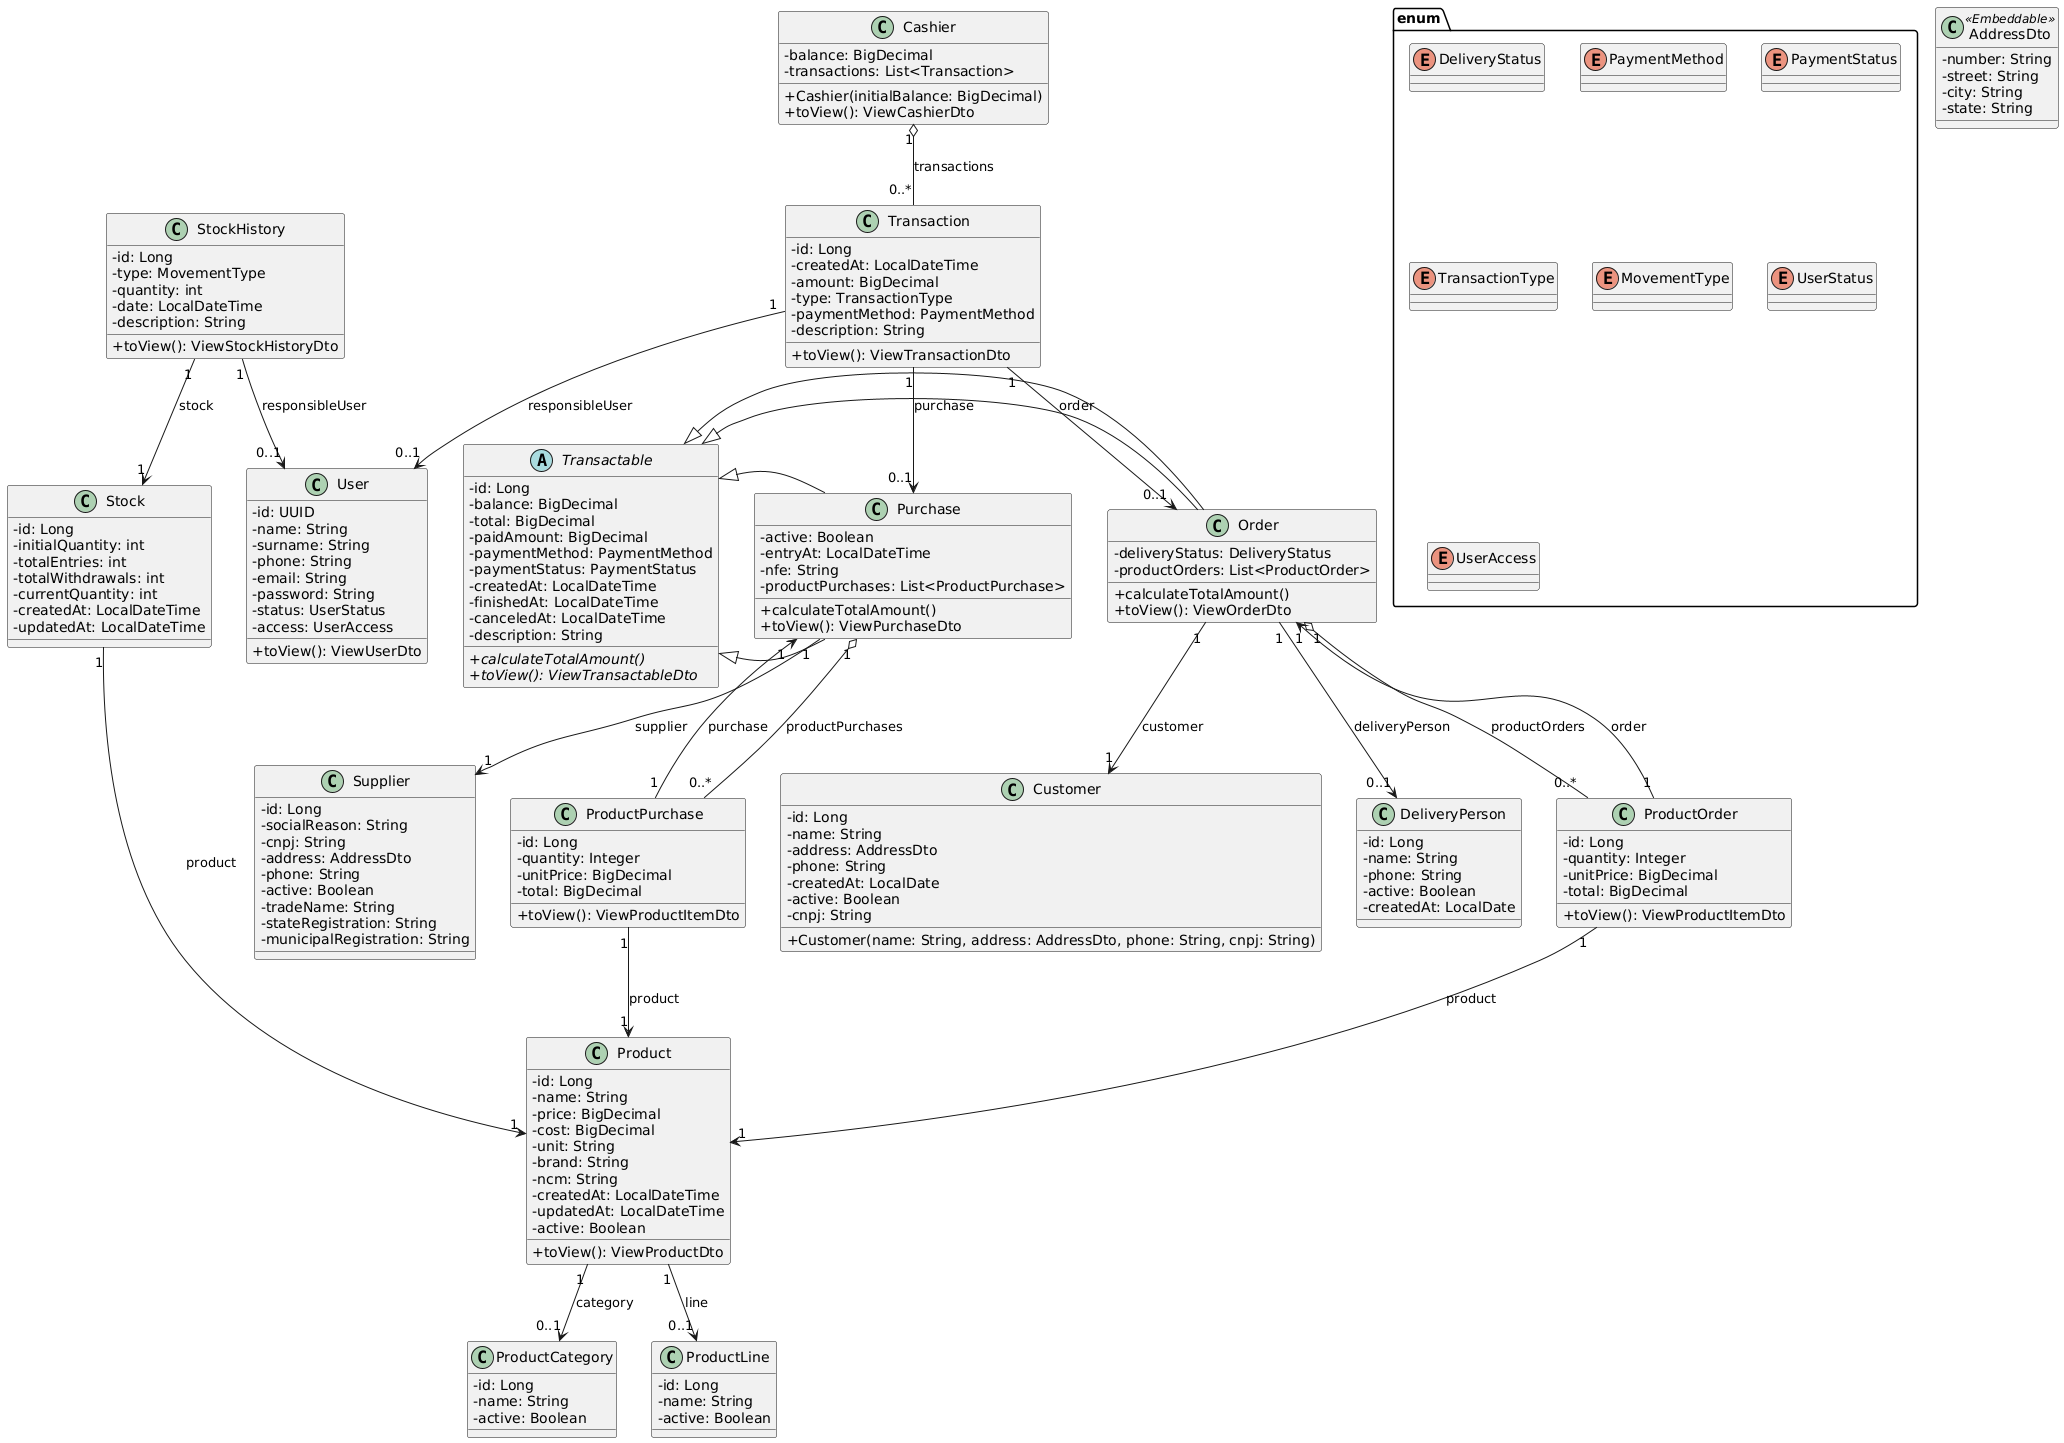 C Cashier
-balance: BigDecimal
-transactions: List<Transaction>
+Cashier(initialBalance: BigDecimal)
+toView(): ViewCashierDto
1
transactions
0..*
enum
E DeliveryStatus
E PaymentMethod
E PaymentStatus
E TransactionType
E MovementType
E UserStatus
E UserAccess
«Embeddable»
C AddressDto
-number: String
-street: String
-city: String
-state: String
C StockHistory
-id: Long
-type: MovementType
-quantity: int
-date: LocalDateTime
-description: String
+toView(): ViewStockHistoryDto
1
stock
1
1
responsibleUser
0..1
C Transaction
-id: Long
-createdAt: LocalDateTime
-amount: BigDecimal
-type: TransactionType
-paymentMethod: PaymentMethod
-description: String
+toView(): ViewTransactionDto
1
responsibleUser
0..1
1
purchase
0..1
1
order
0..1
C Stock
-id: Long
-initialQuantity: int
-totalEntries: int
-totalWithdrawals: int
-currentQuantity: int
-createdAt: LocalDateTime
-updatedAt: LocalDateTime
1
product
1
C User
-id: UUID
-name: String
-surname: String
-phone: String
-email: String
-password: String
-status: UserStatus
-access: UserAccess
+toView(): ViewUserDto
A Transactable
-id: Long
-balance: BigDecimal
-total: BigDecimal
-paidAmount: BigDecimal
-paymentMethod: PaymentMethod
-paymentStatus: PaymentStatus
-createdAt: LocalDateTime
-finishedAt: LocalDateTime
-canceledAt: LocalDateTime
-description: String
+calculateTotalAmount()
+toView(): ViewTransactableDto
C Purchase
-active: Boolean
-entryAt: LocalDateTime
-nfe: String
-productPurchases: List<ProductPurchase>
+calculateTotalAmount()
+toView(): ViewPurchaseDto
1
supplier
1
1
purchase
1
1
productPurchases
0..*
C Order
-deliveryStatus: DeliveryStatus
-productOrders: List<ProductOrder>
+calculateTotalAmount()
+toView(): ViewOrderDto
1
customer
1
1
deliveryPerson
0..1
1
productOrders
0..*
1
order
1
C Supplier
-id: Long
-socialReason: String
-cnpj: String
-address: AddressDto
-phone: String
-active: Boolean
-tradeName: String
-stateRegistration: String
-municipalRegistration: String
C ProductPurchase
-id: Long
-quantity: Integer
-unitPrice: BigDecimal
-total: BigDecimal
+toView(): ViewProductItemDto
1
product
1
C Customer
-id: Long
-name: String
-address: AddressDto
-phone: String
-createdAt: LocalDate
-active: Boolean
-cnpj: String
+Customer(name: String, address: AddressDto, phone: String, cnpj: String)
C DeliveryPerson
-id: Long
-name: String
-phone: String
-active: Boolean
-createdAt: LocalDate
C ProductOrder
-id: Long
-quantity: Integer
-unitPrice: BigDecimal
-total: BigDecimal
+toView(): ViewProductItemDto
1
product
1
C Product
-id: Long
-name: String
-price: BigDecimal
-cost: BigDecimal
-unit: String
-brand: String
-ncm: String
-createdAt: LocalDateTime
-updatedAt: LocalDateTime
-active: Boolean
+toView(): ViewProductDto
1
category
0..1
1
line
0..1
C ProductCategory
-id: Long
-name: String
-active: Boolean
C ProductLine
-id: Long
-name: String
-active: Boolean